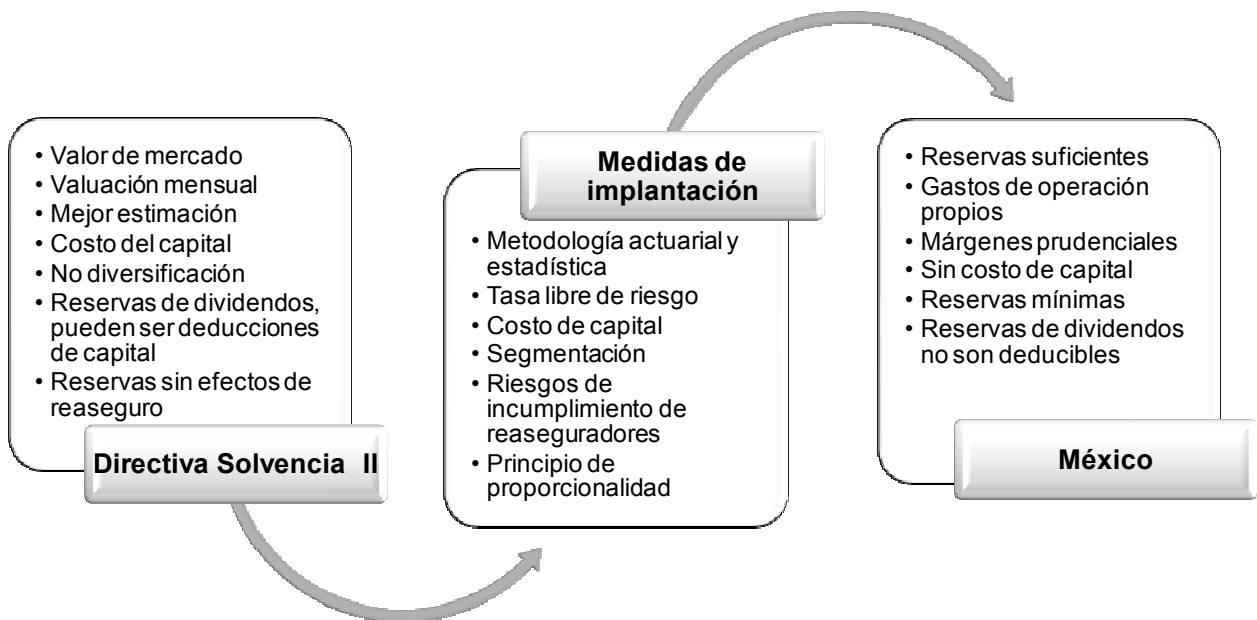 • Valor de mercado
• Valuación mensual
• Mejor estimación
• Costo del capital
• No diversificación
• Reservas de dividendos,
pueden ser deducciones
de capital
• Reservas sin efectos de
reaseguro
Directiva Solvencia II
Medidas de
implantación
• Metodología actuarial y
estadística
• Tasa libre de riesgo
• Costo de capital
• Segmentación
• Riesgos de
incumplimiento de
reaseguradores
• Principio de
proporcionalidad
• Reservas suficientes
• Gastos de operación
propios
• Márgenes prudenciales
• Sin costo de capital
• Reservas mínimas
• Reservas de dividendos
no son deducibles
México